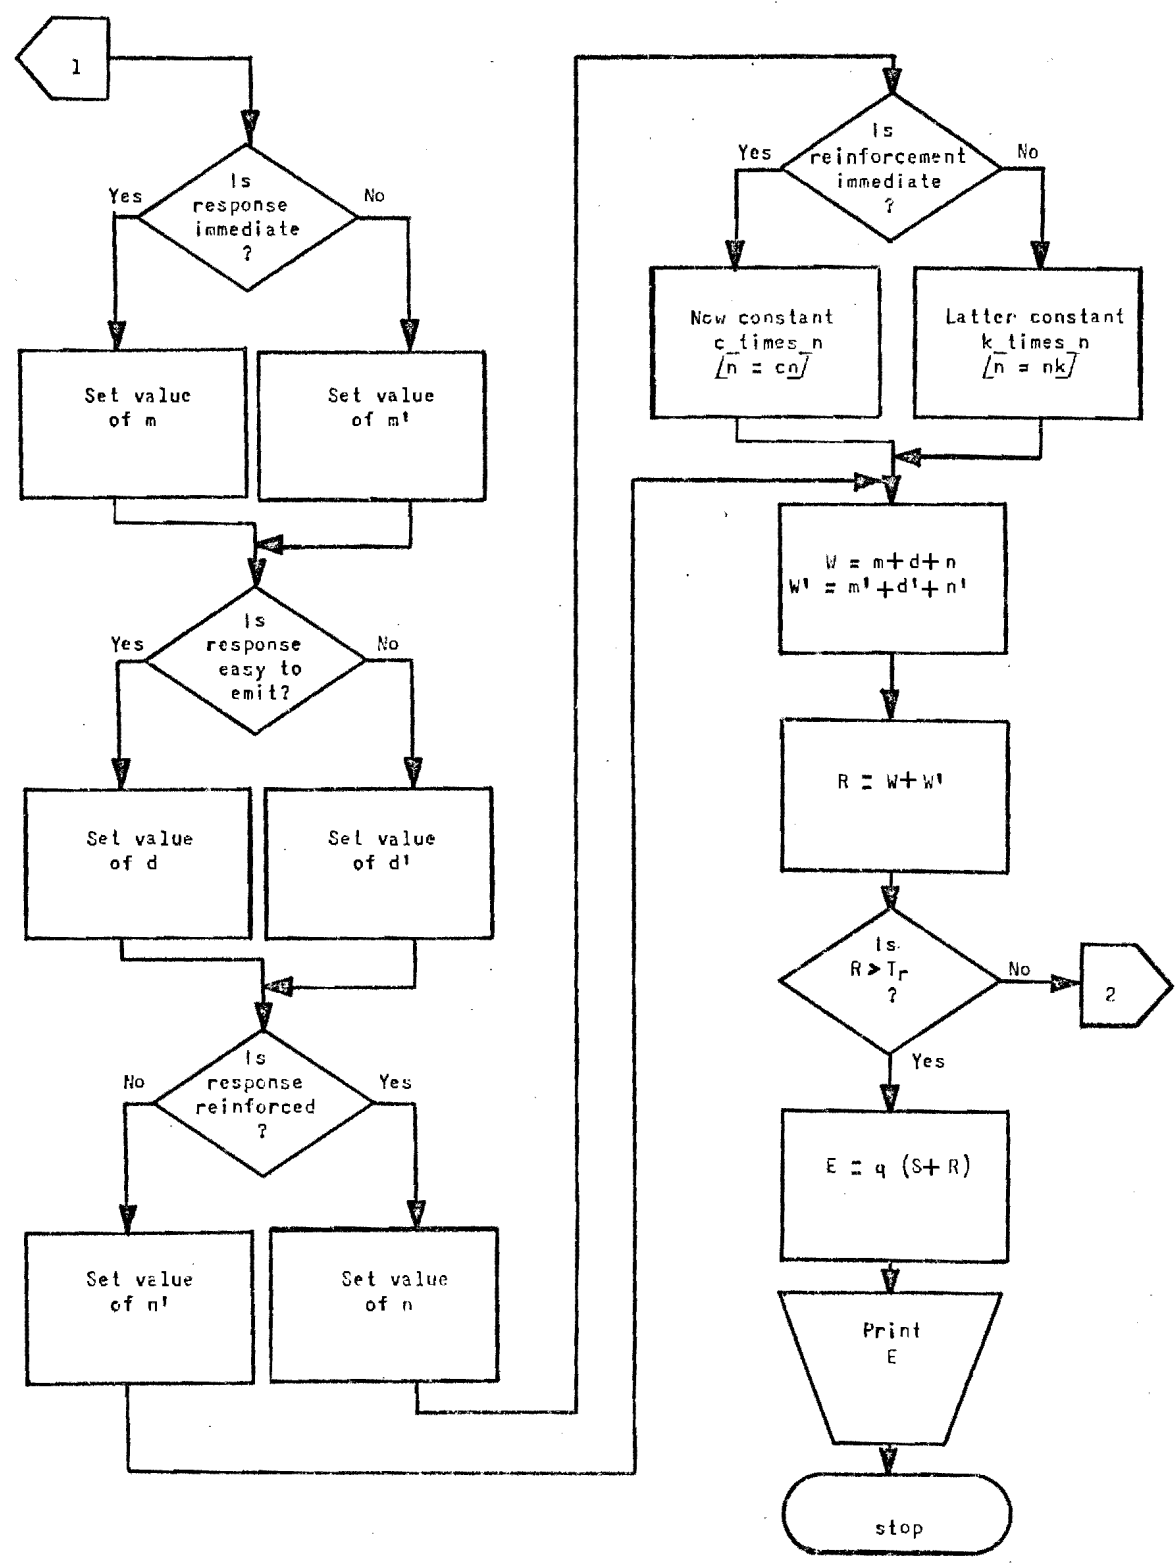 1
Is
response
immediate
?
Yes
No
Set value
of m
Set value
of m'
Is
response
easy to
emit?
Yes
No
Set value
of d
Set value
of d'
Is
response
reinforced
?
No
Yes
Set value
of n'
Set value
of n
Is
reinforcement
immediate
?
Yes
No
Now constant
c times n
[n = cn]
Latter constant
k times n
[n = nk]
W = m+d+n
W' = m'+d'+n'
R = W+W'
Is
R > Tr
?
No
2
Yes
E = q (S+R)
Print
E
stop